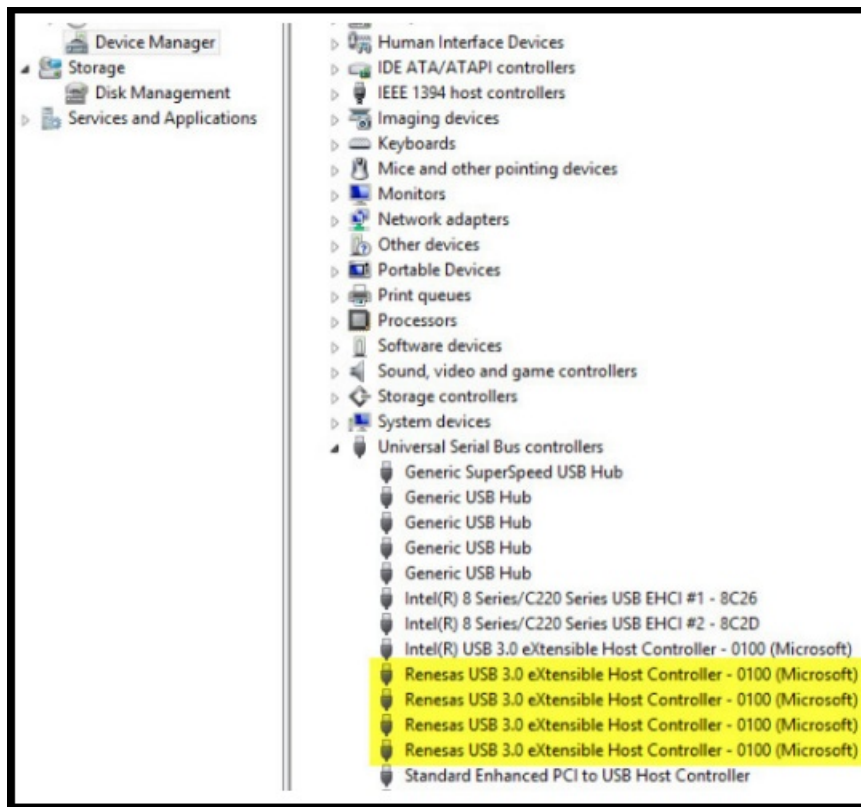 Device Manager
Storage
Disk Management
Services and Applications
Human Interface Devices
IDE ATA/ATAPI controllers
IEEE 1394 host controllers
Imaging devices
Keyboards
Mice and other pointing devices
Monitors
Network adapters
Other devices
Portable Devices
Print queues
Processors
Software devices
Sound, video and game controllers
Storage controllers
System devices
Universal Serial Bus controllers
Generic SuperSpeed USB Hub
Generic USB Hub
Generic USB Hub
Generic USB Hub
Generic USB Hub
Intel(R) 8 Series/C220 Series USB EHCI #1 - 8C26
Intel(R) 8 Series/C220 Series USB EHCI #2 - 8C2D
Intel(R) USB 3.0 eXtensible Host Controller - 0100 (Microsoft)
Renesas USB 3.0 eXtensible Host Controller - 0100 (Microsoft)
Renesas USB 3.0 eXtensible Host Controller - 0100 (Microsoft)
Renesas USB 3.0 eXtensible Host Controller - 0100 (Microsoft)
Renesas USB 3.0 eXtensible Host Controller - 0100 (Microsoft)
Standard Enhanced PCI to USB Host Controller